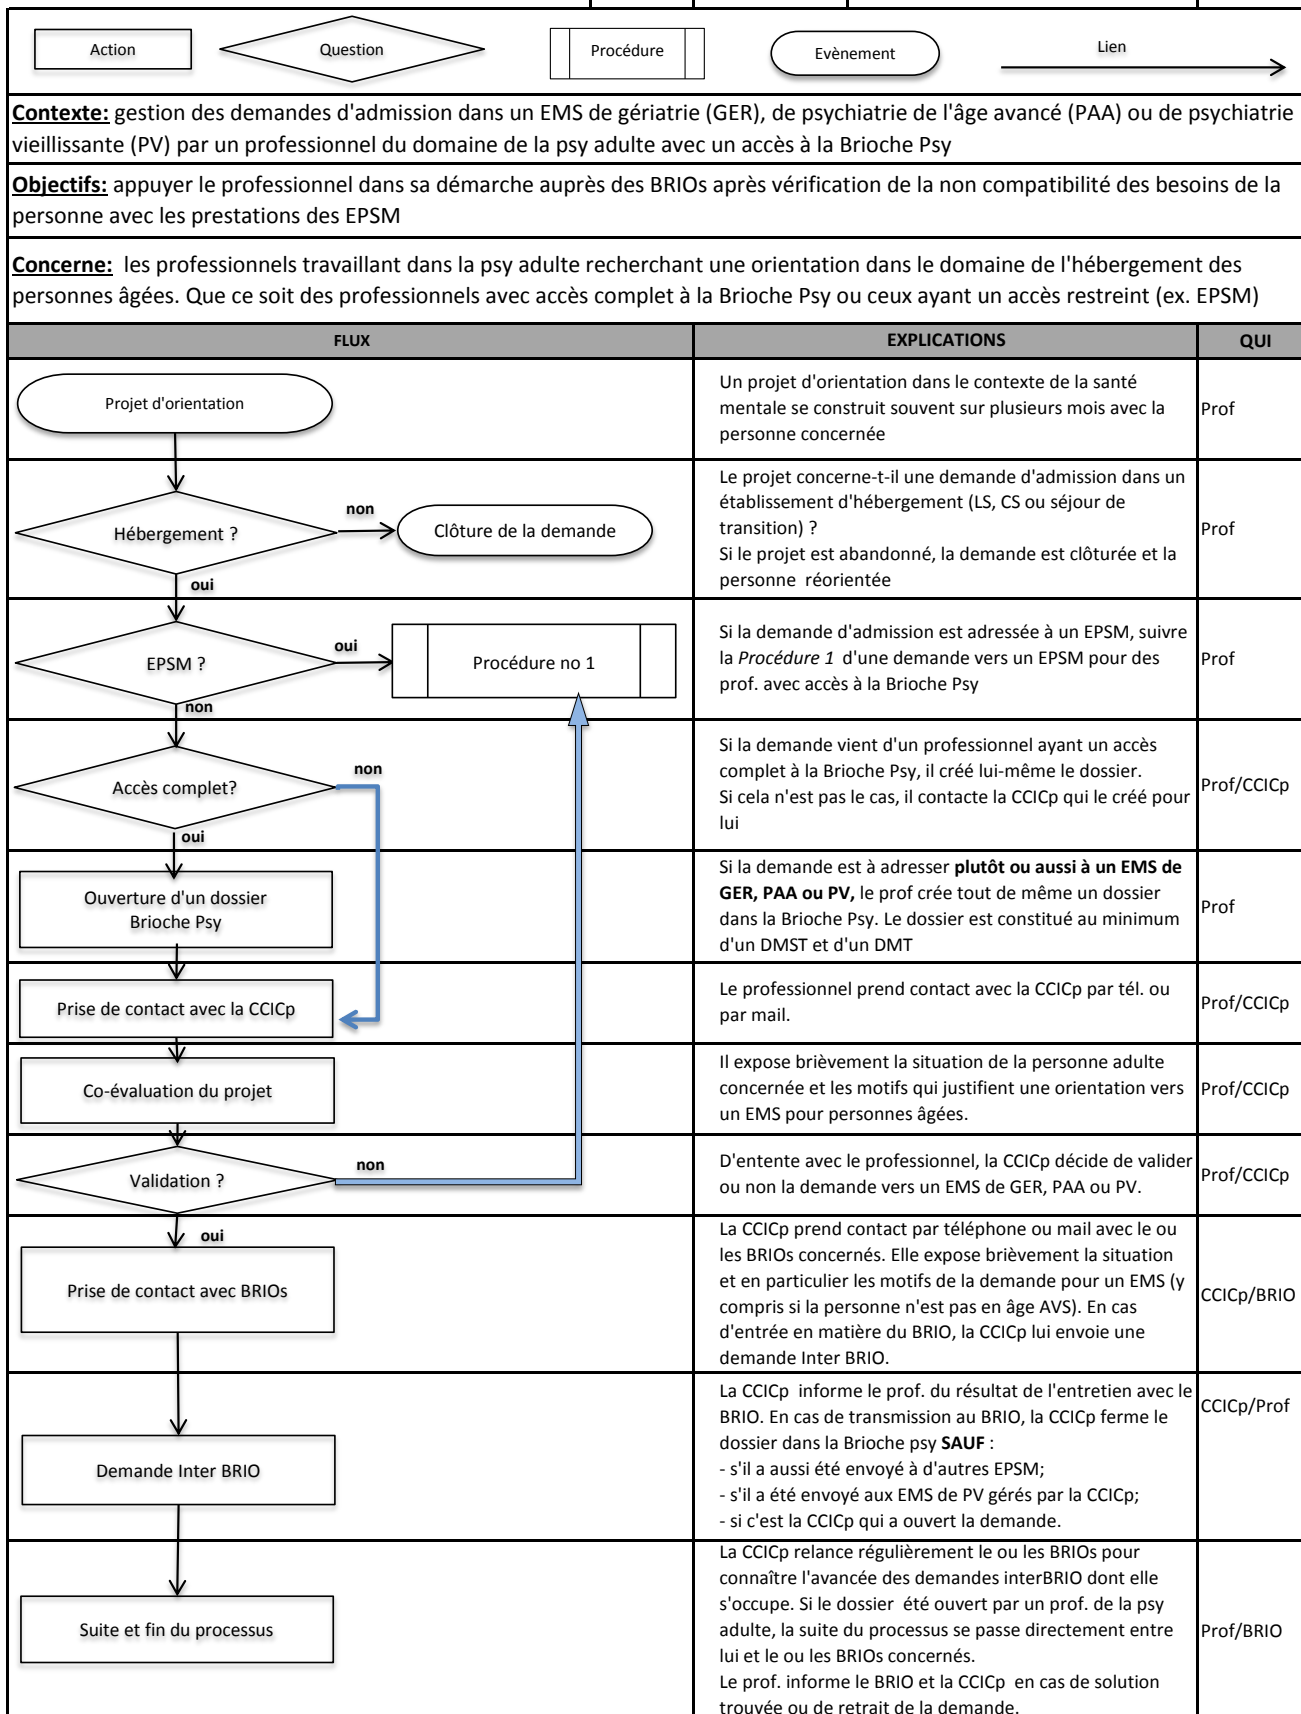 Action
Question
Procédure
Evènement
Lien
Contexte: gestion des demandes d'admission dans un EMS de gériatrie (GER), de psychiatrie de l'âge avancé (PAA) ou de psychiatrie
vieillissante (PV) par un professionnel du domaine de la psy adulte avec un accès à la Brioche Psy
Objectifs: appuyer le professionnel dans sa démarche auprès des BRIOs après vérification de la non compatibilité des besoins de la
personne avec les prestations des EPSM
Concerne: les professionnels travaillant dans la psy adulte recherchant une orientation dans le domaine de l'hébergement des
personnes âgées. Que ce soit des professionnels avec accès complet à la Brioche Psy ou ceux ayant un accès restreint (ex. EPSM)
FLUX
EXPLICATIONS
QUI
Projet d'orientation
Un projet d'orientation dans le contexte de la santé
mentale se construit souvent sur plusieurs mois avec la
personne concernée
Prof
Hébergement ?
non
Clôture de la demande
oui
Le projet concerne-t-il une demande d'admission dans un
établissement d'hébergement (LS, CS ou séjour de
transition) ?
Si le projet est abandonné, la demande est clôturée et la
personne réorientée
Prof
EPSM ?
oui
Procédure no 1
non
Si la demande d'admission est adressée à un EPSM, suivre
la Procédure 1 d'une demande vers un EPSM pour des
prof. avec accès à la Brioche Psy
Prof
Accès complet?
non
oui
Si la demande vient d'un professionnel ayant un accès
complet à la Brioche Psy, il créé lui-même le dossier.
Si cela n'est pas le cas, il contacte la CCICp qui le créé pour
lui
Prof/CCICp
Ouverture d'un dossier
Brioche Psy
Si la demande est à adresser plutôt ou aussi à un EMS de
GER, PAA ou PV, le prof crée tout de même un dossier
dans la Brioche Psy. Le dossier est constitué au minimum
d'un DMST et d'un DMT
Prof
Prise de contact avec la CCICp
Le professionnel prend contact avec la CCICp par tél. ou
par mail.
Prof/CCICp
Co-évaluation du projet
Il expose brièvement la situation de la personne adulte
concernée et les motifs qui justifient une orientation vers
un EMS pour personnes âgées.
Prof/CCICp
Validation ?
non
oui
D'entente avec le professionnel, la CCICp décide de valider
ou non la demande vers un EMS de GER, PAA ou PV.
Prof/CCICp
Prise de contact avec BRIOs
La CCICp prend contact par téléphone ou mail avec le ou
les BRIOs concernés. Elle expose brièvement la situation
et en particulier les motifs de la demande pour un EMS (y
compris si la personne n'est pas en âge AVS). En cas
d'entrée en matière du BRIO, la CCICp lui envoie une
demande Inter BRIO.
CCICp/BRIO
Demande Inter BRIO
La CCICp informe le prof. du résultat de l'entretien avec le
BRIO. En cas de transmission au BRIO, la CCICp ferme le
dossier dans la Brioche psy SAUF :
- s'il a aussi été envoyé à d'autres EPSM;
- s'il a été envoyé aux EMS de PV gérés par la CCICp;
- si c'est la CCICp qui a ouvert la demande.
CCICp/Prof
Suite et fin du processus
La CCICp relance régulièrement le ou les BRIOs pour
connaître l'avancée des demandes interBRIO dont elle
s'occupe. Si le dossier été ouvert par un prof. de la psy
adulte, la suite du processus se passe directement entre
lui et le ou les BRIOs concernés.
Le prof. informe le BRIO et la CCICp en cas de solution
trouvée ou de retrait de la demande.
Prof/BRIO